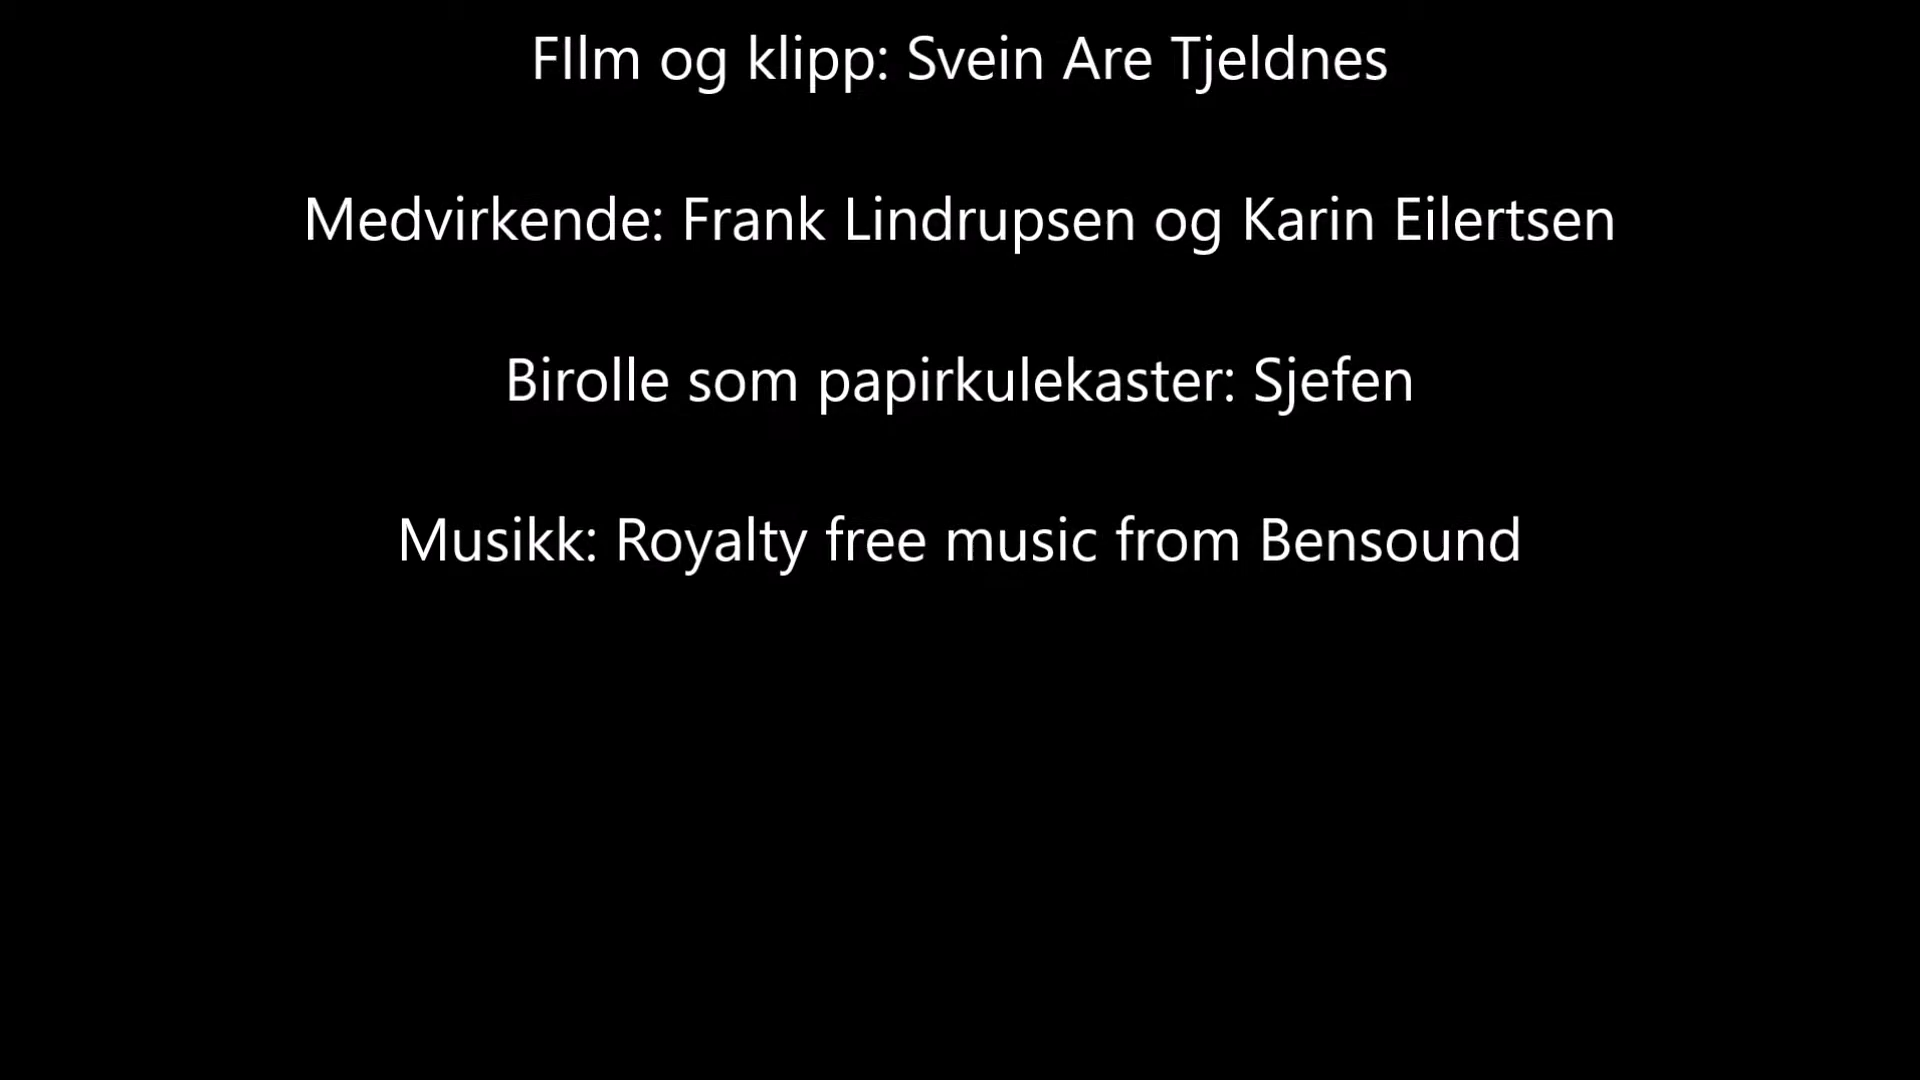 FIlm og klipp: Svein Are Tjeldnes
Medvirkende: Frank Lindrupsen og Karin Eilertsen
Birolle som papirkulekaster: Sjefen
Musikk: Royalty free music from Bensound